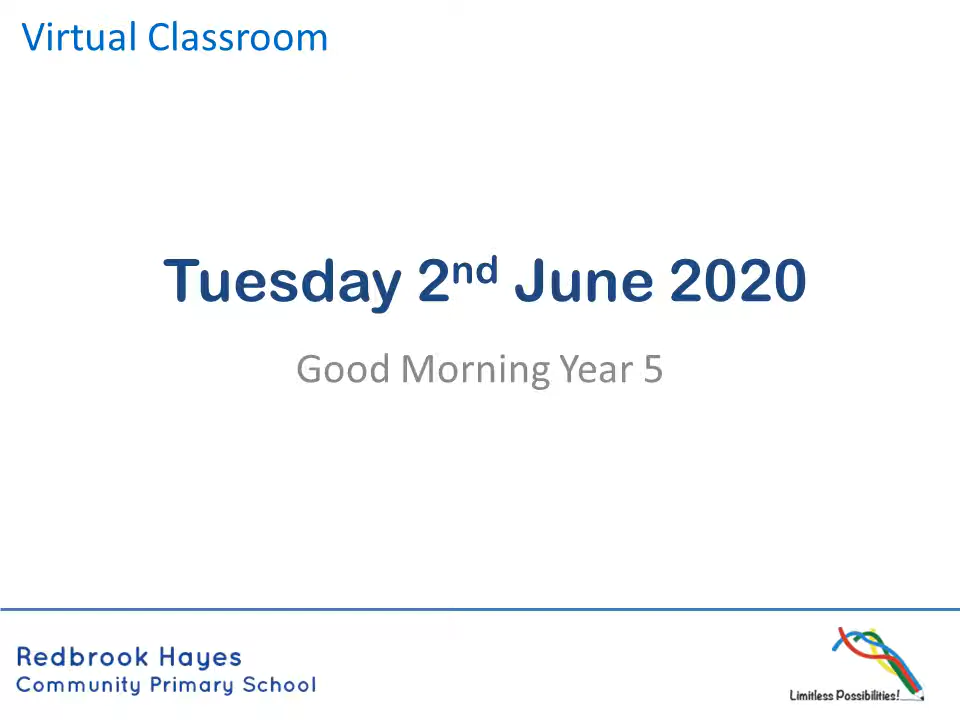 Virtual Classroom
Tuesday 2nd June 2020
Good Morning Year 5
Redbrook Hayes
Community Primary School
Limitless Possibilities!